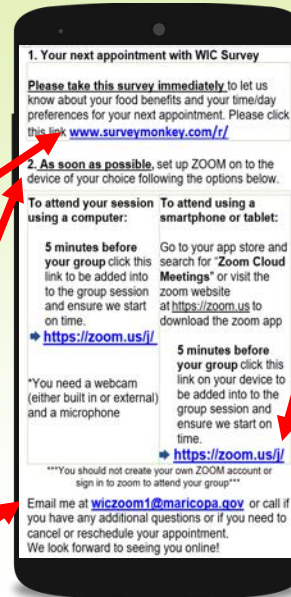 1. Your next appointment with WIC Survey
Please take this survey immediately to let us
know about your food benefits and your time/day
preferences for your next appointment. Please click
this link www.surveymonkey.com/r/
2. As soon as possible, set up ZOOM on to the
device of your choice following the options below.
To attend your session
using a computer:
5 minutes before
your group click this
link to be added into
to the group session
and ensure we start
on time.
https://zoom.us/j/
*You need a webcam
(either built in or external)
and a microphone
To attend using a
smartphone or tablet:
Go to your app store and
search for "Zoom Cloud
Meetings" or visit the
zoom website
at https://zoom.us to
download the zoom app
5 minutes before
your group click this
link on your device to
be added into to the
group session and
ensure we start on
time.
https://zoom.us/j/
***You should not create your own ZOOM account or
sign in to zoom to attend your group***
Email me at wiczoom1@maricopa.gov or call if
you have any additional questions or if you need to
cancel or reschedule your appointment.
We look forward to seeing you online!